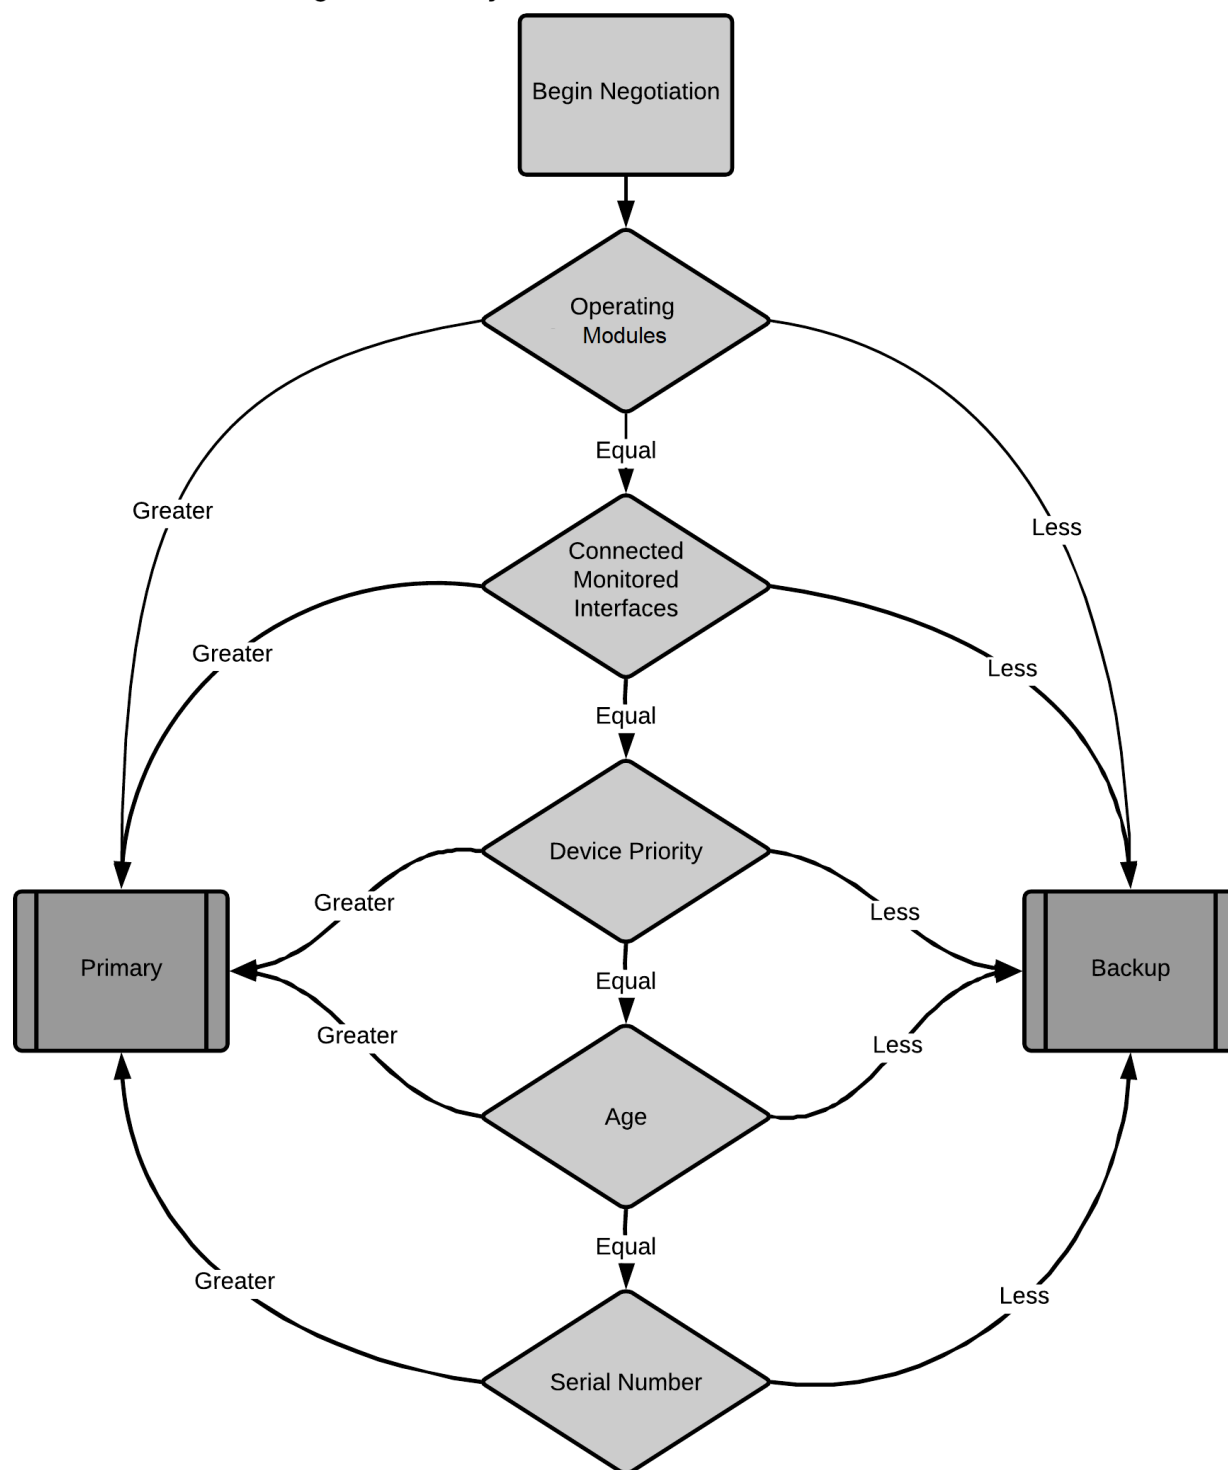 Begin Negotiation
Operating
Modules
Equal
Greater
Less
Connected
Monitored
Interfaces
Greater
Less
Equal
Device Priority
Greater
Less
Primary
Backup
Equal
Greater
Less
Age
Equal
Greater
Less
Serial Number